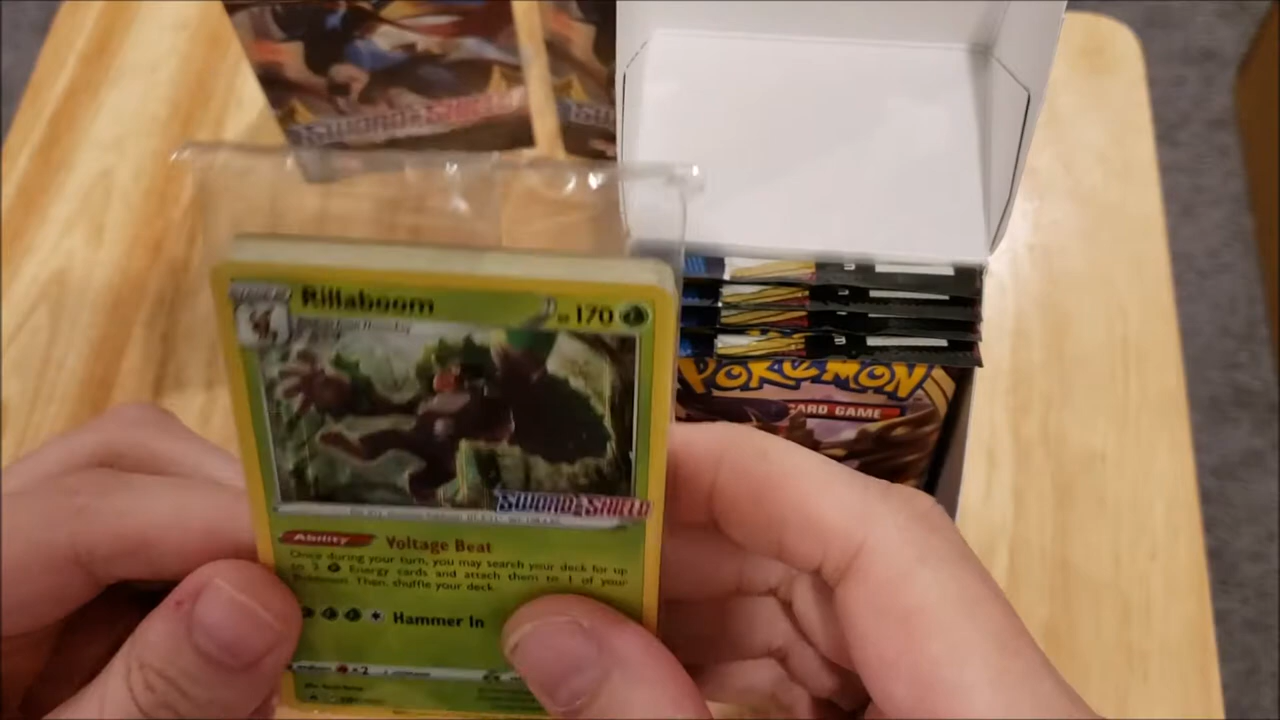 SWORD & SHIELD
Rillaboom
170
POKÉMON
CARD GAME
SWORD & SHIELD
Ability Voltage Beat
Once during your turn, you may search your deck for up
to 2 Energy cards and attach them to 1 of your
Pokémon. Then, shuffle your deck.
Hammer In
×2